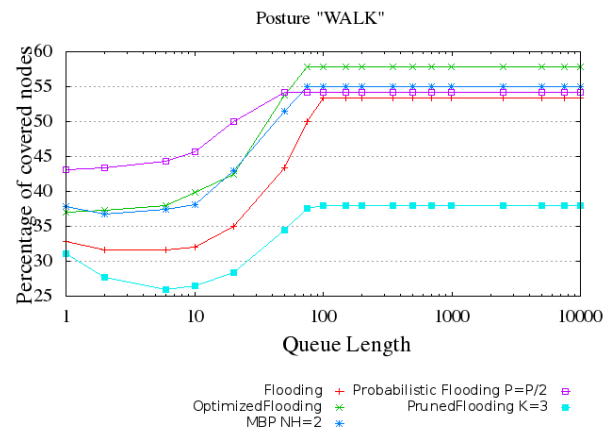 Posture "WALK"
Percentage of covered nodes
60
55
50
45
40
35
30
25
1
10
100
1000
10000
Queue Length
Flooding
OptimizedFlooding
MBP NH=2
Probabilistic Flooding P=P/2
PrunedFlooding K=3